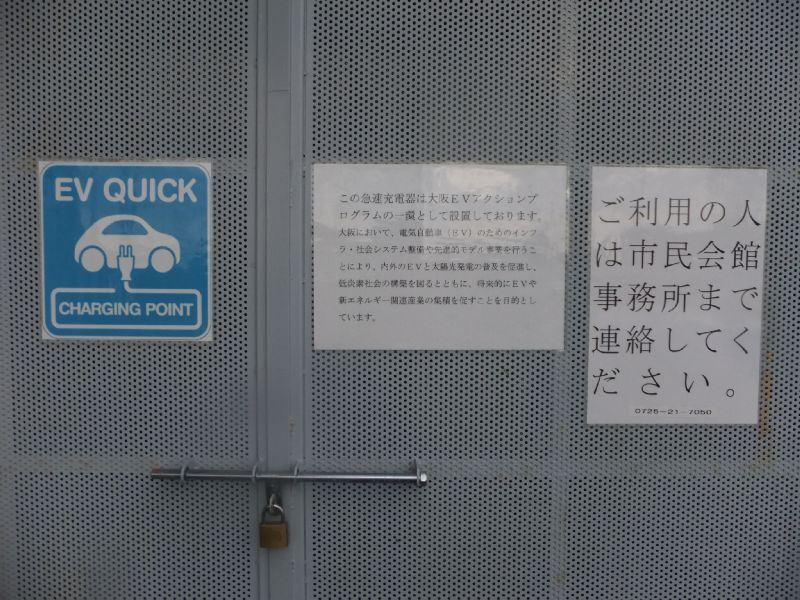 EV QUICK
CHARGING POINT
この急速充電器は大阪EVアクションプ
ログラムの一環として設置しております。
大阪において、電気自動車（EV）のためのインフ
ラ・社会システム整備や先進的モデル事業を行うこ
とにより、内外のEVと太陽光発電の普及を促進し、
低炭素社会の構築を図るとともに、将来的にEVや
新エネルギー関連産業の集積を促すことを目的とし
ています。
ご利用の人
は市民会館
事務所まで
連絡してく
ださい。
0725-21-7050